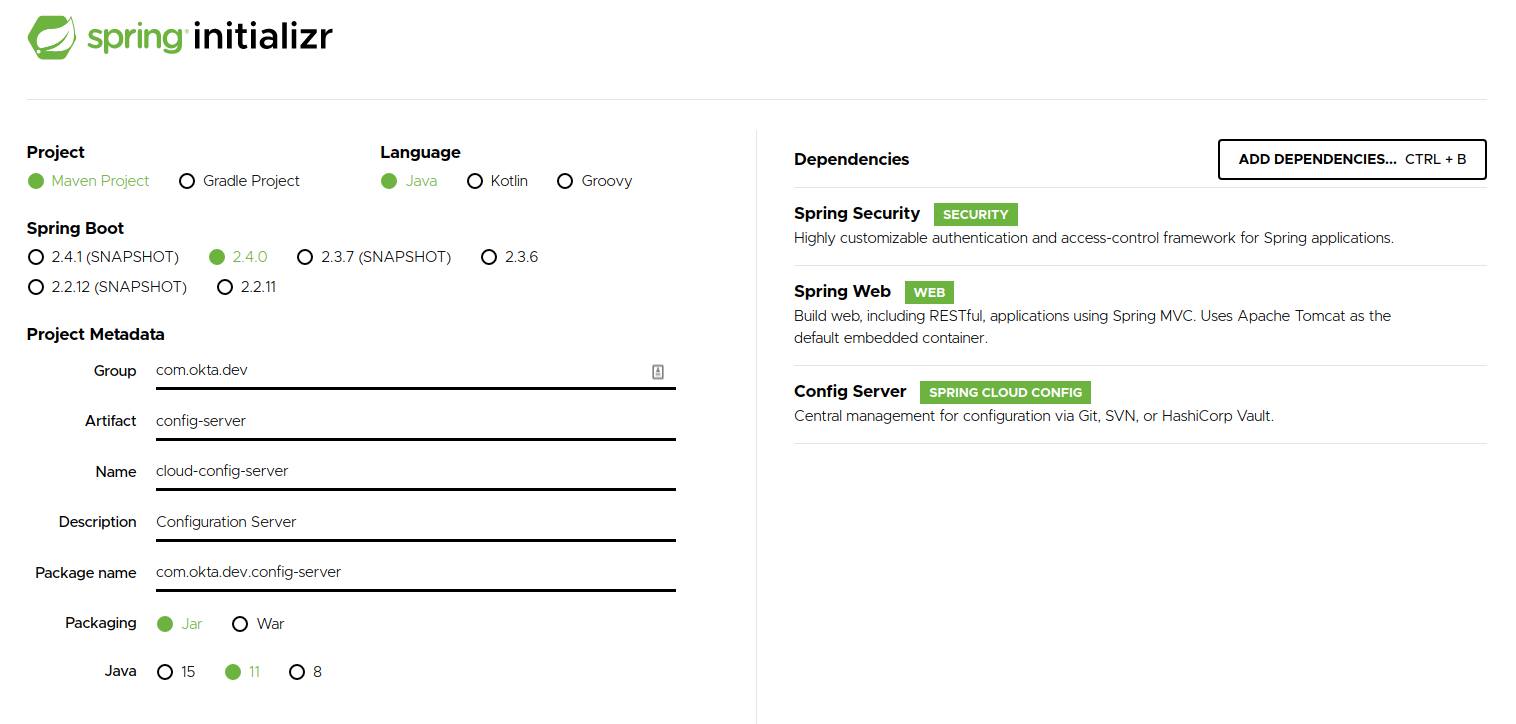 spring initializr
Project
Maven Project Gradle Project
Language
Java Kotlin Groovy
Spring Boot
2.4.1 (SNAPSHOT) 2.4.0 2.3.7 (SNAPSHOT) 2.3.6
2.2.12 (SNAPSHOT) 2.2.11
Project Metadata
Group com.okta.dev
Artifact config-server
Name cloud-config-server
Description Configuration Server
Package name com.okta.dev.config-server
Packaging Jar War
Java 15 11 8
Dependencies
ADD DEPENDENCIES... CTRL + B
Spring Security SECURITY
Highly customizable authentication and access-control framework for Spring applications.
Spring Web WEB
Build web, including RESTful, applications using Spring MVC. Uses Apache Tomcat as the
default embedded container.
Config Server SPRING CLOUD CONFIG
Central management for configuration via Git, SVN, or HashiCorp Vault.